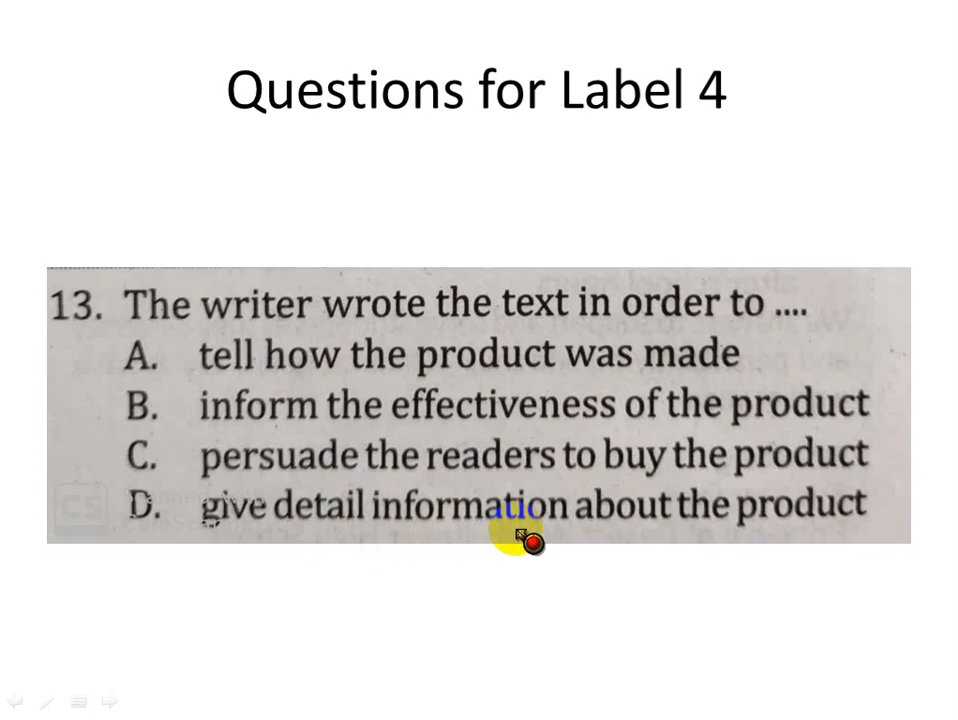 Questions for Label 4
13. The writer wrote the text in order to ....
A. tell how the product was made
B. inform the effectiveness of the product
C. persuade the readers to buy the product
D. give detail information about the product
CS